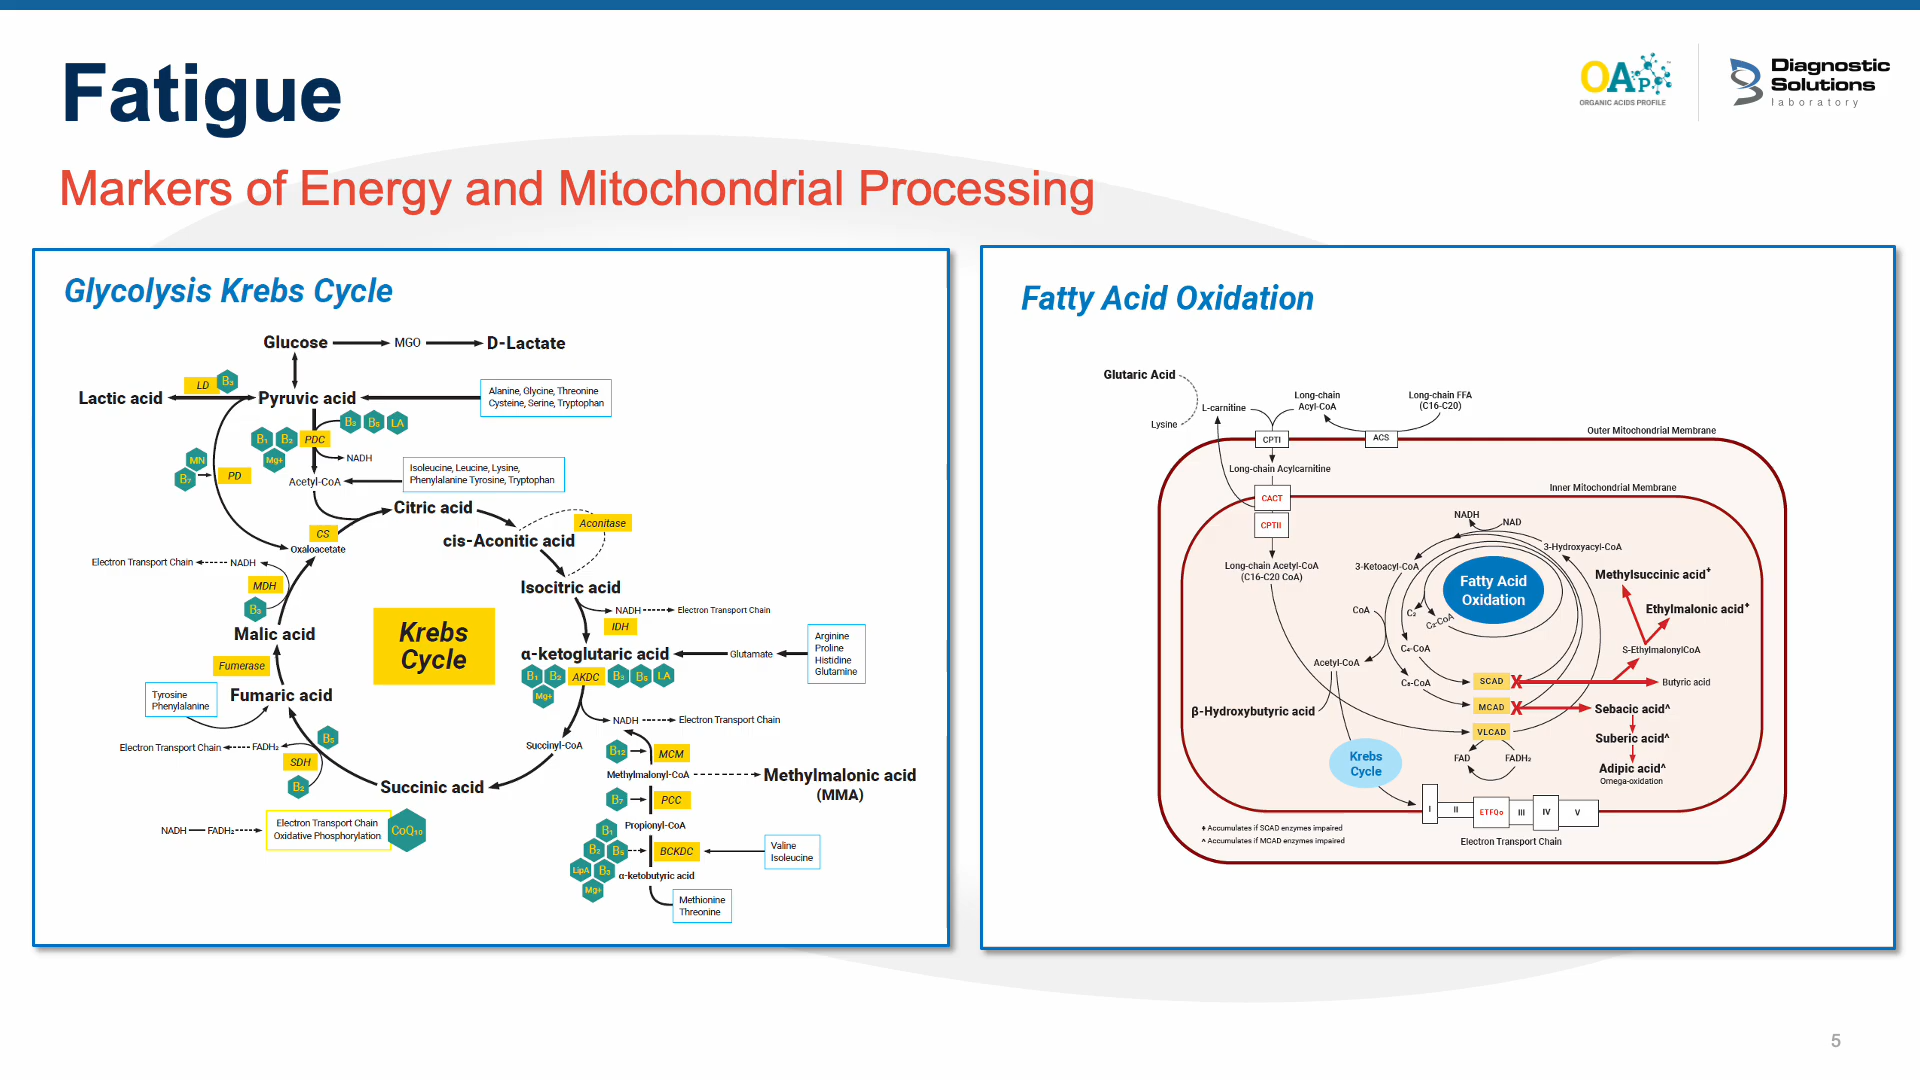 Fatigue
OAP™
ORGANIC ACIDS PROFILE
Diagnostic
Solutions
laboratory
Markers of Energy and Mitochondrial Processing
Glycolysis Krebs Cycle
Glucose
MGO
D-Lactate
LD
B₃
Lactic acid
Pyruvic acid
Alanine, Glycine, Threonine
Cysteine, Serine, Tryptophan
B₃
B₅
LA
B₁
B₂
PDC
Mg+
NADH
MN
B₇
PD
Acetyl-CoA
Isoleucine, Leucine, Lysine,
Phenylalanine Tyrosine, Tryptophan
Citric acid
CS
Aconitase
Oxaloacetate
cis-Aconitic acid
Electron Transport Chain
NADH
MDH
B₃
Isocitric acid
NADH
Electron Transport Chain
IDH
Malic acid
Krebs
Cycle
α-ketoglutaric acid
Glutamate
Arginine
Proline
Histidine
Glutamine
Fumerase
B₁
B₂
AKDC
B₃
B₅
LA
Mg+
Tyrosine
Phenylalanine
Fumaric acid
NADH
Electron Transport Chain
B₅
Electron Transport Chain
FADH₂
SDH
B₂
Succinyl-CoA
B₁₂
MCM
Succinic acid
Methylmalonyl-CoA
Methylmalonic acid
(MMA)
B₇
PCC
NADH
FADH₂
Electron Transport Chain
Oxidative Phosphorylation
CoQ₁₀
Propionyl-CoA
B₁
B₂
B₅
BCKDC
Valine
Isoleucine
LipA
B₃
α-ketobutyric acid
Mg+
Methionine
Threonine
Fatty Acid Oxidation
Glutaric Acid
Lysine
L-carnitine
Long-chain
Acyl-CoA
Long-chain FFA
(C16-C20)
CPTI
ACS
Outer Mitochondrial Membrane
Long-chain Acylcarnitine
CACT
Inner Mitochondrial Membrane
CPTII
NADH
NAD
3-Hydroxyacyl-CoA
Long-chain Acetyl-CoA
(C16-C20 CoA)
3-Ketoacyl-CoA
Fatty Acid
Oxidation
Methylsuccinic acid⁺
CoA
C₂
C₂-CoA
Ethylmalonic acid⁺
C₄-CoA
S-EthylmalonylCoA
Acetyl-CoA
C₆-CoA
SCAD
X
Butyric acid
β-Hydroxybutyric acid
MCAD
X
Sebacic acid^
VLCAD
Suberic acid^
Krebs
Cycle
FAD
FADH₂
Adipic acid^
Omega-oxidation
I
II
ETFQo
III
IV
V
Electron Transport Chain
⁺ Accumulates if SCAD enzymes impaired
^ Accumulates if MCAD enzymes impaired
5